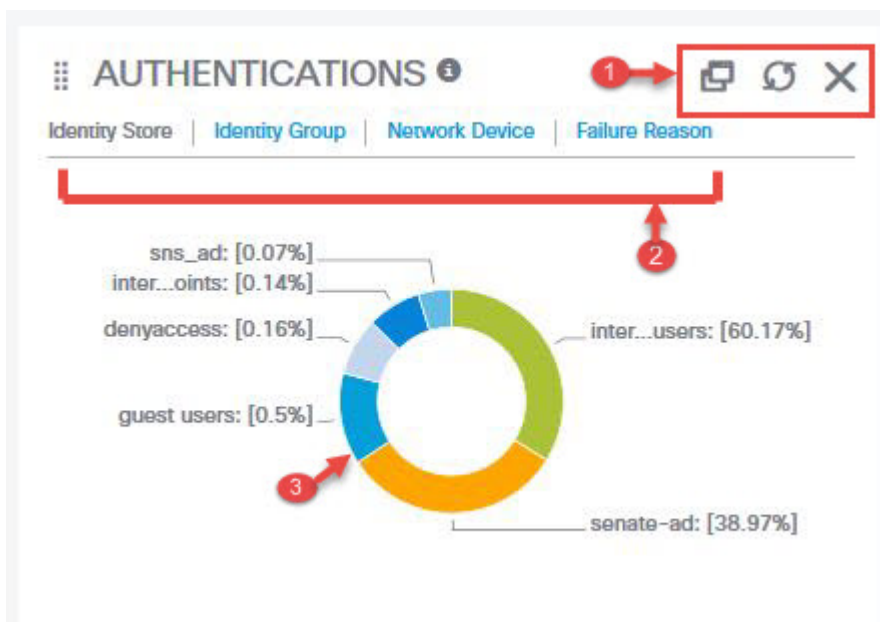 AUTHENTICATIONS i
1
Identity Store | Identity Group | Network Device | Failure Reason
2
sns_ad: [0.07%]
inter...oints: [0.14%]
denyaccess: [0.16%]
inter...users: [60.17%]
guest users: [0.5%]
3
senate-ad: [38.97%]